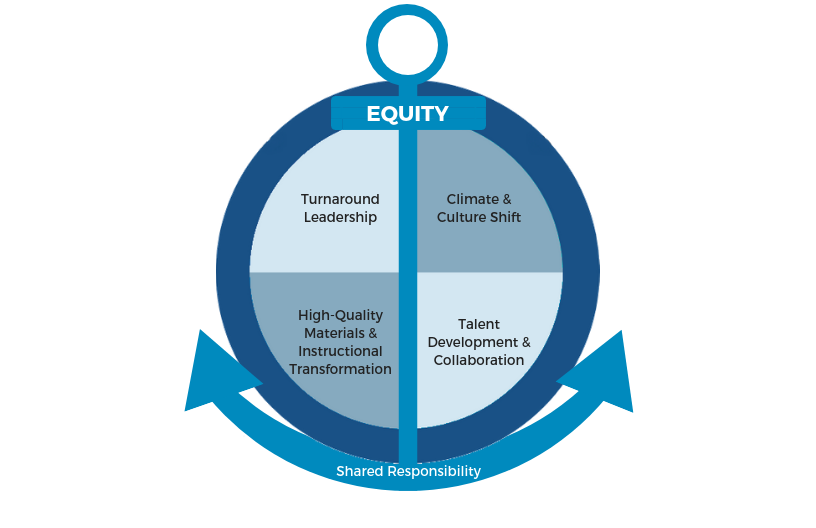 EQUITY
Turnaround
Leadership
Climate &
Culture Shift
High-Quality
Materials &
Instructional
Transformation
Talent
Development &
Collaboration
Shared Responsibility